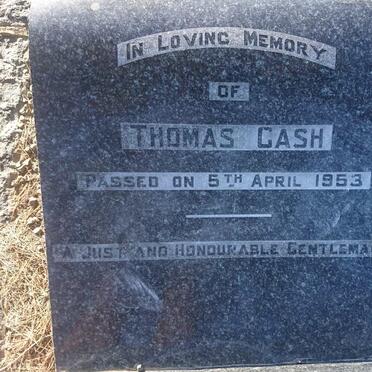 IN LOVING MEMORY
OF
THOMAS CASH
PASSED ON 5TH APRIL 1953
A JUST AND HONOURABLE GENTLEMA